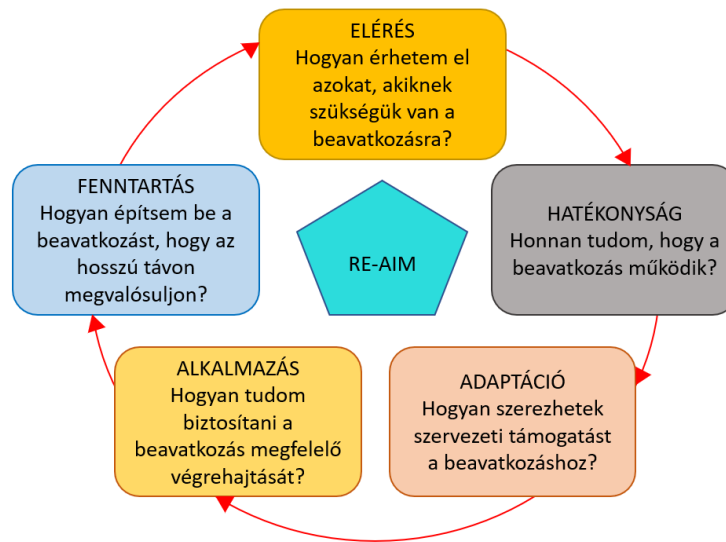 ELÉRÉS
Hogyan érhetem el
azokat, akiknek
szükségük van a
beavatkozásra?
HATÉKONYSÁG
Honnan tudom, hogy a
beavatkozás működik?
ADAPTÁCIÓ
Hogyan szerezhetek
szervezeti támogatást
a beavatkozáshoz?
ALKALMAZÁS
Hogyan tudom
biztosítani a
beavatkozás megfelelő
végrehajtását?
FENNTARTÁS
Hogyan építsem be a
beavatkozást, hogy az
hosszú távon
megvalósuljon?
RE-AIM